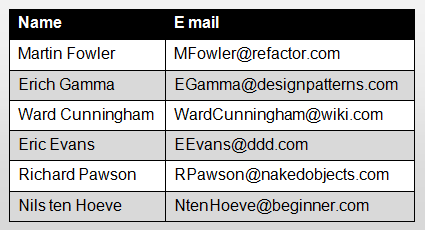 Name E mail
Martin Fowler MFowler@refactor.com
Erich Gamma EGamma@designpatterns.com
Ward Cunningham WardCunningham@wiki.com
Eric Evans EEvans@ddd.com
Richard Pawson RPawson@nakedobjects.com
Nils ten Hoeve NtenHoeve@beginner.com